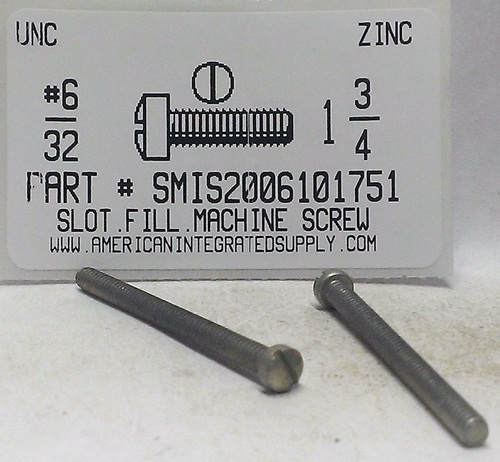 UNC ZINC
#6
32
1 3
4
PART # SMIS2006101751
SLOT.FILL.MACHINE SCREW
WWW.AMERICANINTEGRATEDSUPPLY.COM